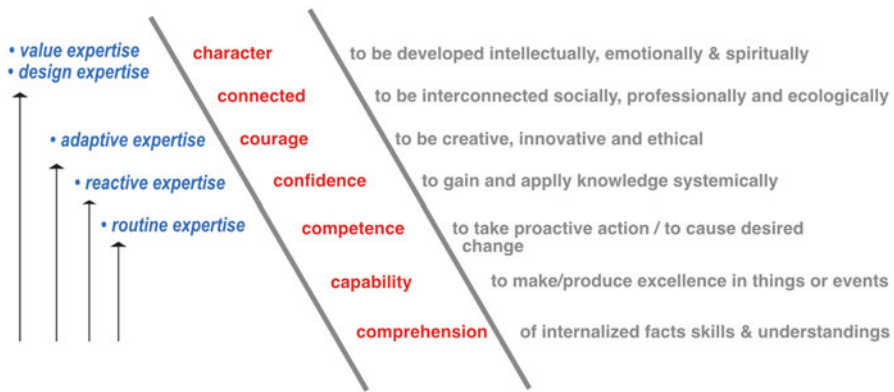 • value expertise
• design expertise
character to be developed intellectually, emotionally & spiritually
connected to be interconnected socially, professionally and ecologically
• adaptive expertise courage to be creative, innovative and ethical
• reactive expertise confidence to gain and applly knowledge systemically
• routine expertise competence to take proactive action / to cause desired
change
capability to make/produce excellence in things or events
comprehension of internalized facts skills & understandings